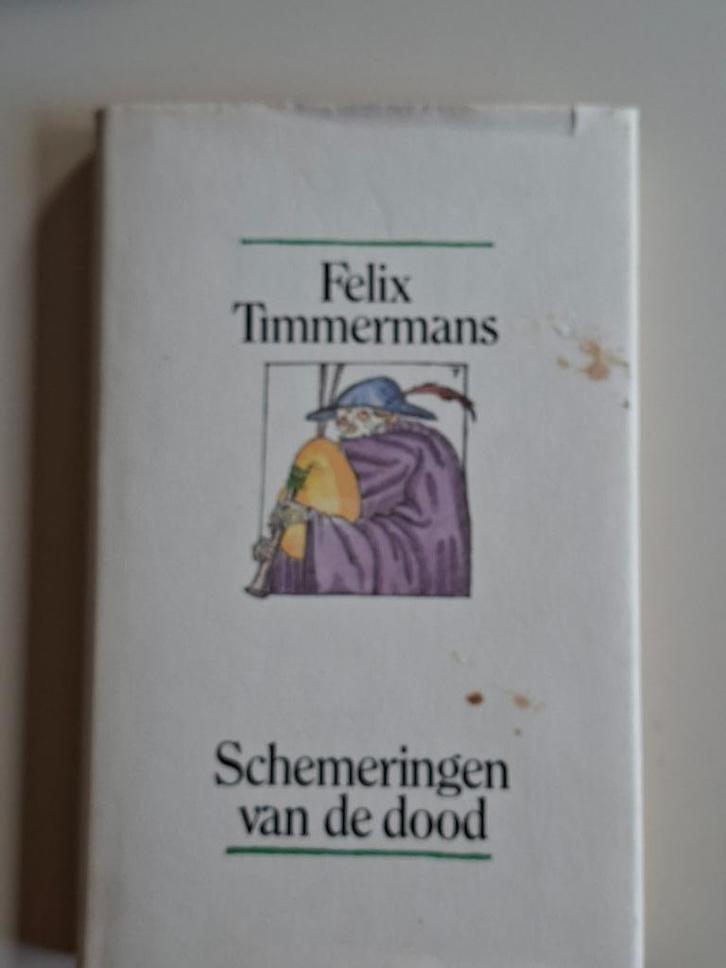 Felix
Timmermans
Schemeringen
van de dood